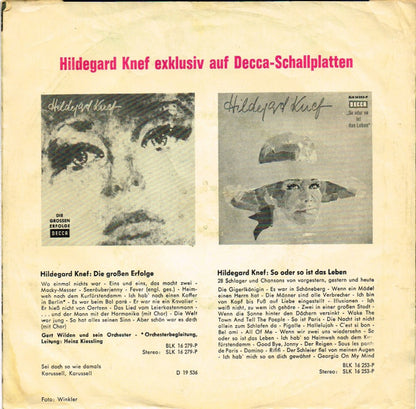 Hildegard Knef exklusiv auf Decca-Schallplatten
Hildegard Knef
DIE
GROSSEN
ERFOLGE
DECCA
Hildegard Knef
DECCA
"So oder so
ist
das Leben"
Hildegard Knef: Die großen Erfolge
Wo einmal nichts war - Eins und eins, das macht zwei -
Macky-Messer - Seeräuberjenny - Fever (engl. ges.) - Heim-
weh nach dem Kurfürstendamm - Ich hab' noch einen Koffer
in Berlin* - Es war beim Bal paré - Er war nie ein Kavalier -
Er hieß nicht von Oertzen - Das Lied vom Leierkastenmann
... und der Mann mit der Harmonika (mit Chor) - Die Welt
war jung - So hat alles seinen Sinn - Aber schön war es doch
(mit Chor)
Gert Wilden und sein Orchester - *Orchesterbegleitung,
Leitung: Heinz Kiessling
BLK 16 279-P
Stereo: SLK 16 279-P
Sei doch so wie damals
Karussell, Karussell D 19 536
Hildegard Knef: So oder so ist das Leben
28 Schlager und Chansons von vorgestern, gestern und heute
Die Gigerlkönigin - Es war in Schöneberg - Wenn ein Mädel
einen Herrn hat - Die Männer sind alle Verbrecher - Ich bin
von Kopf bis Fuß auf Liebe eingestellt - Illusionen - Ich
weiß nicht, zu wem ich gehöre - Zwei in einer großen Stadt -
Wenn die Sonne hinter den Dächern versinkt - Wake The
Town And Tell The People - So ist Paris - Die Nacht ist nicht
allein zum Schlafen da - Pigalle - Hallelujah - C'est si bon -
Bel ami - All Of Me - Wann wir zwei uns wiedersehn -
So oder so ist das Leben - Ich hab' so Heimweh nach dem
Kurfürstendamm - Good Bye, Jonny - Der Reigen - Sous les
ponts de Paris - Domino - Rififi - Der Schleier fiel von meinen Augen
- Ich hab' mich so an dich gewöhnt - Georgia On My Mind
BLK 16 253-P
Stereo: SLK 16 253-P
Foto: Winkler